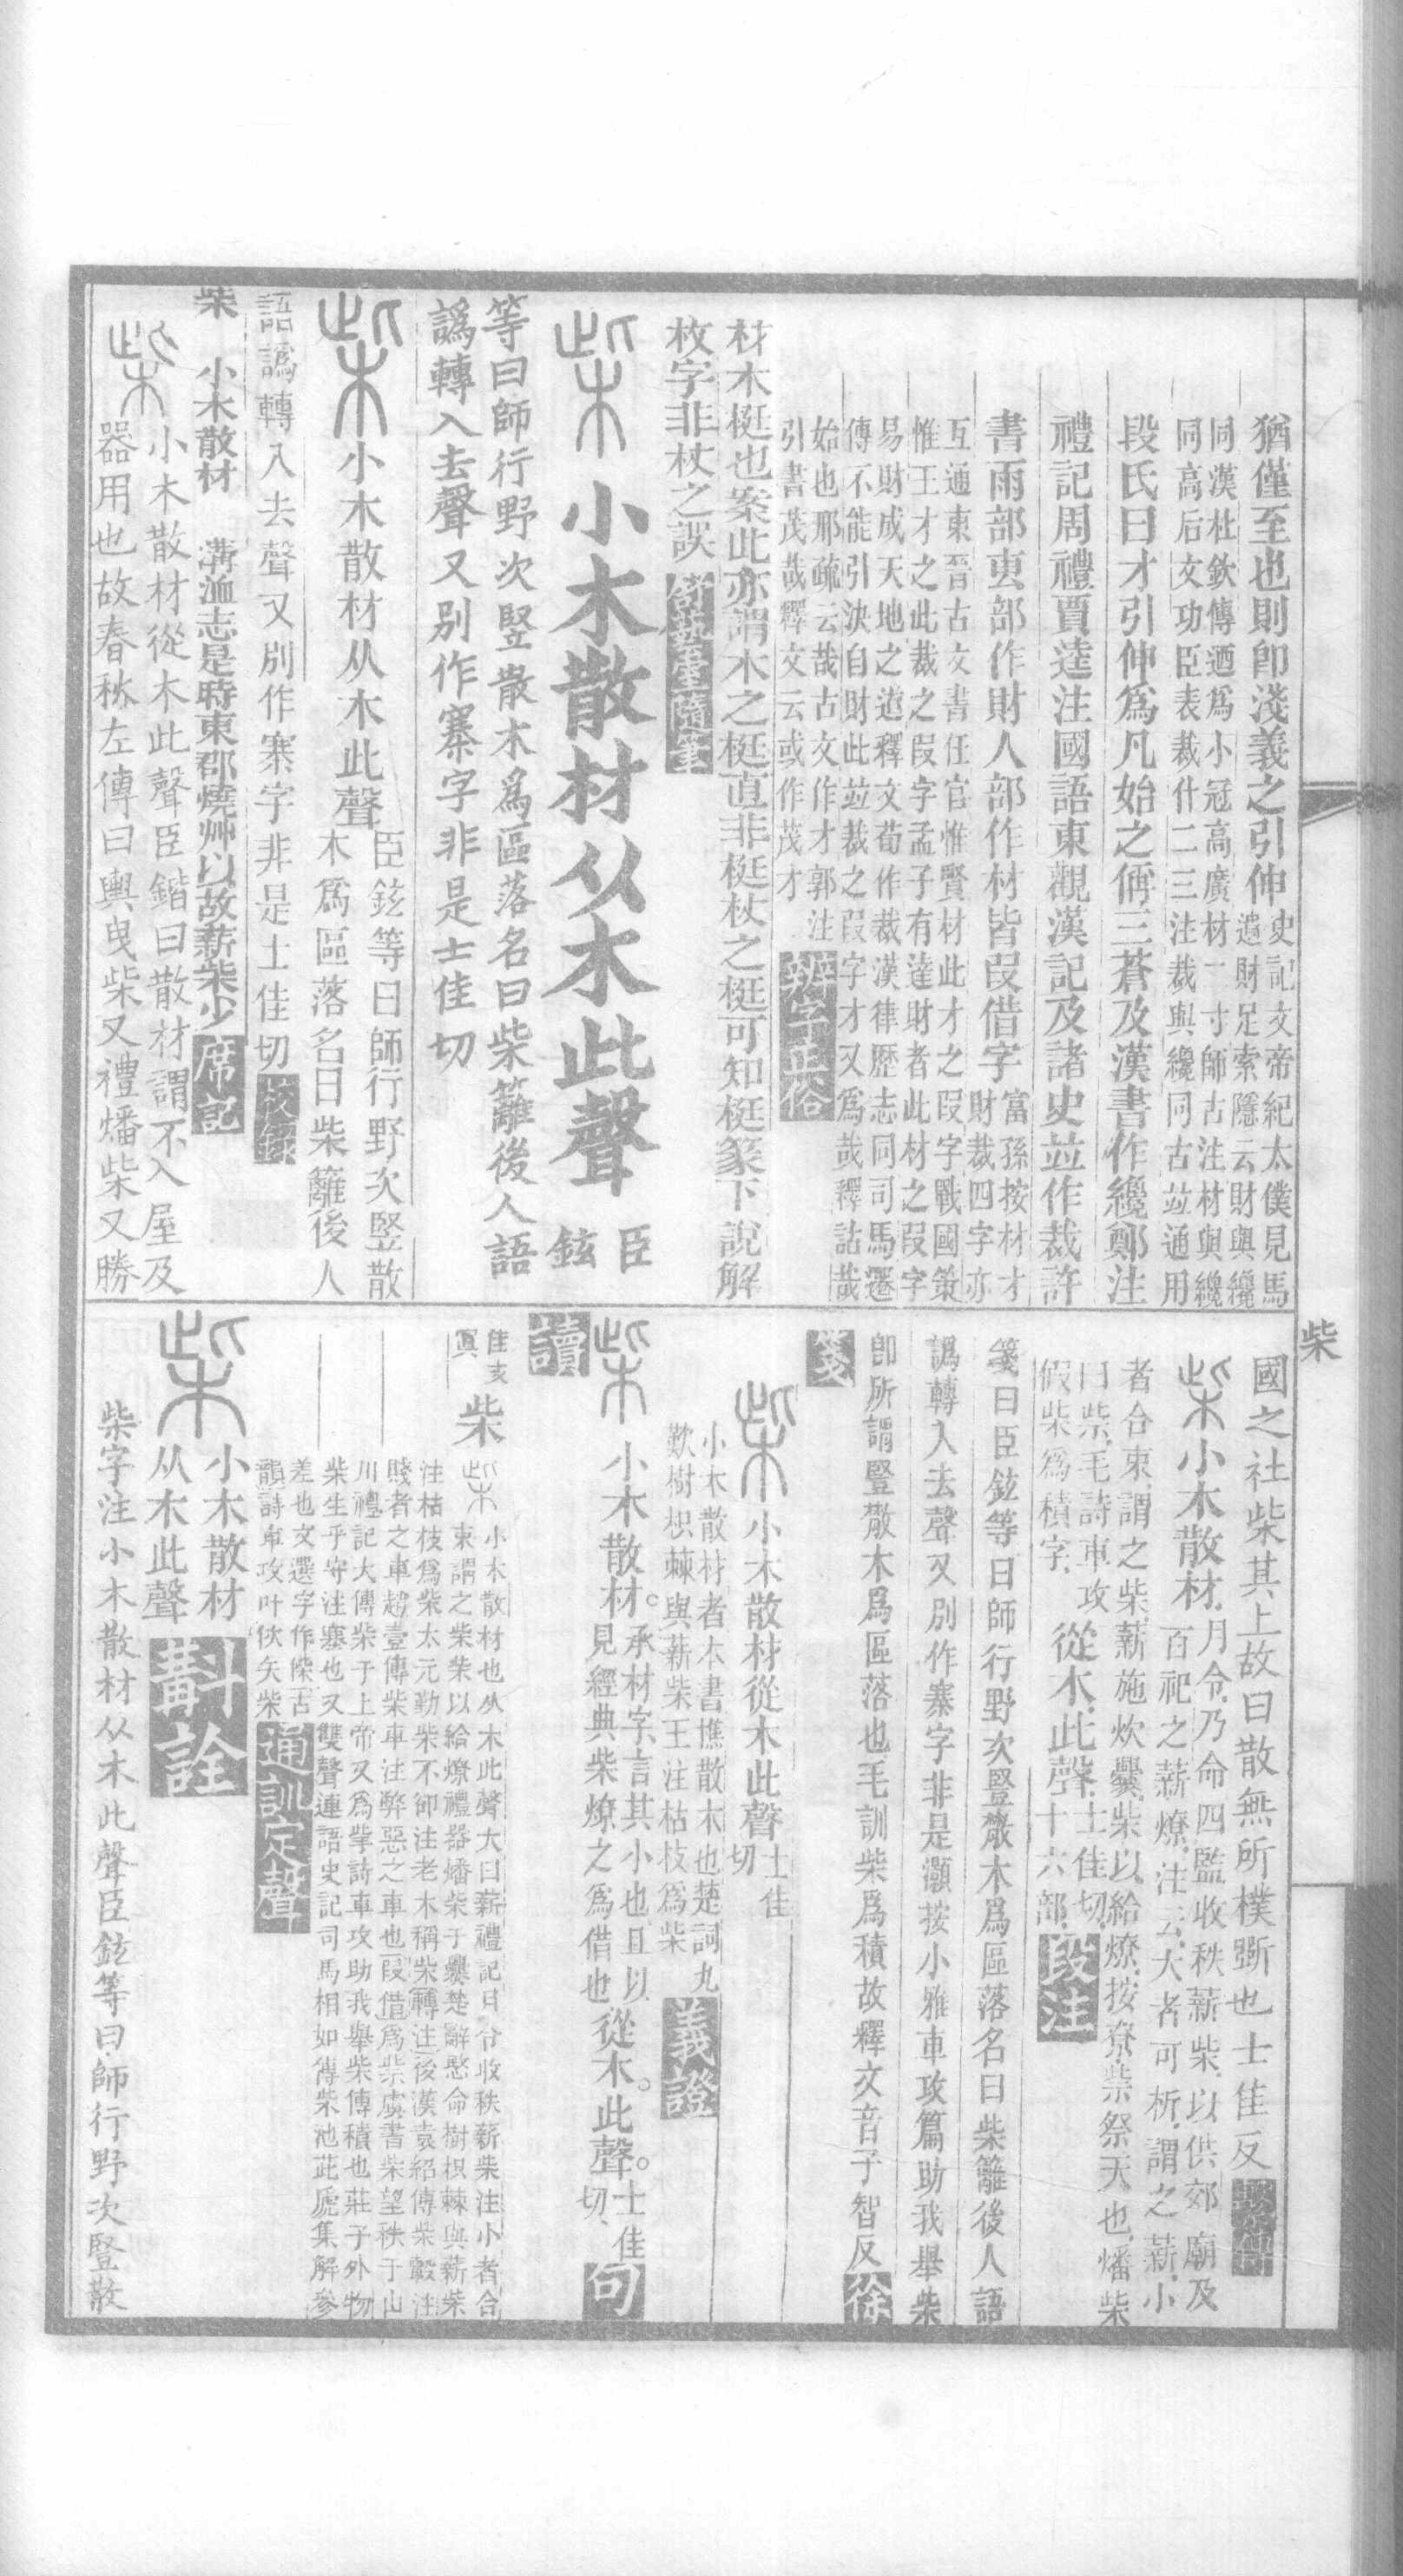 猶僅至也則卽淺義之引伸史記文帝紀太僕見馬
遺財足索隱云財與纔
同漢杜欽傳迺爲小冠高廣材二寸師古注材與纔
同高后文功臣表裁什二三注裁與纔同古竝通用
段氏曰才引伸爲凡始之偁三蒼及漢書作纔鄭注
禮記周禮賈逵注國語東觀漢記及諸史竝作裁許
書雨部㕜部作財人部作材皆叚借字富孫按材才
財裁四字亦
互通東晉古文書任官惟賢材此才之叚字戰國策
惟王才之此裁之叚字孟子有達財者此材之叚字
易財成天地之道釋文荀作裁漢律歷志同司馬遷
傳不能引決自財此竝裁之叚字才又爲哉釋詁哉
始也邢疏云哉古文作才郭注
引書茂哉釋文云或作茂才
辨字正俗
材木梃也案此亦謂木之梃直非梃杖之梃可知梃篆下說解
枚字非杖之誤
舒藝室隨筆
柴 小木散材从木此聲臣
鉉
等曰師行野次竪散木爲區落名曰柴籬後人語
譌轉入去聲又別作寨字非是士佳切
柴 小木散材从木此聲臣鉉等曰師行野次竪散
木爲區落名曰柴籬後人
語譌轉入去聲又別作寨字非是士佳切
校錄
柴 小木散材 溝洫志是時東郡燒艸以故薪柴少
席記
柴 小木散材從木此聲臣鍇曰散材謂不入屋及
器用也故春秋左傳曰輿曳柴又禮燔柴又勝
柴
國之社柴其上故曰散無所樸斲也士隹反
繫傳
柴 小木散材月令乃命四監收秩薪柴以供郊廟及
百祀之薪燎注云大者可析謂之薪小
者合束謂之柴薪施炊爨柴以給燎按尞柴祭天也燔柴
曰祡毛詩車攻
假柴爲積字
從木此聲士佳切
十六部
段注
箋曰臣鉉等曰師行野次竪㪔木爲區落名曰柴籬後人語
譌轉入去聲又別作寨字非是灝按小雅車攻篇助我舉柴
卽所謂豎㪔木爲區落也毛訓柴爲積故釋文音子智反
徐
箋
柴 小木散材從木此聲士佳
切
小木散材者本書樵散木也楚詞九
歎樹枳棘與薪柴王注枯枝爲柴
義證
柴 小木散材。承材字言其小也且以
見經典柴燎之爲借也
從木。此聲。士佳
切
句
讀
柴 小木散材也从木此聲大曰薪禮記月令收秩薪柴注小者合
束謂之柴柴以給燎禮器燔柴于爨楚辭愍命樹枳棘與薪柴
注枯枝爲柴太元勤柴不卻注老木稱柴轉注後漢袁紹傳柴轂注
賤者之車趙壹傳柴車注弊惡之車也叚借爲祡虞書柴望秩于山
川禮記大傳柴于上帝又爲㧘詩車攻助我舉柴傳積也莊子外物
柴生乎守注塞也又雙聲連語史記司馬相如傳柴池茈虒集解參
差也文選字作傑古
韻詩車攻叶佽矢柴
通訓定聲
柴 小木散材
从木此聲
斠詮
柴字注小木散材从木此聲臣鉉等曰師行野次豎散